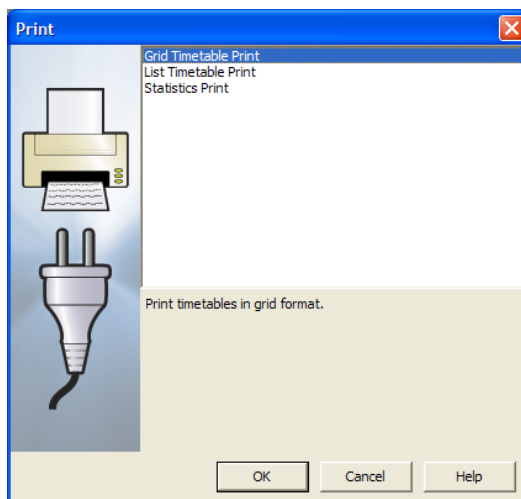 Print
Grid Timetable Print
List Timetable Print
Statistics Print
Print timetables in grid format.
OK
Cancel
Help